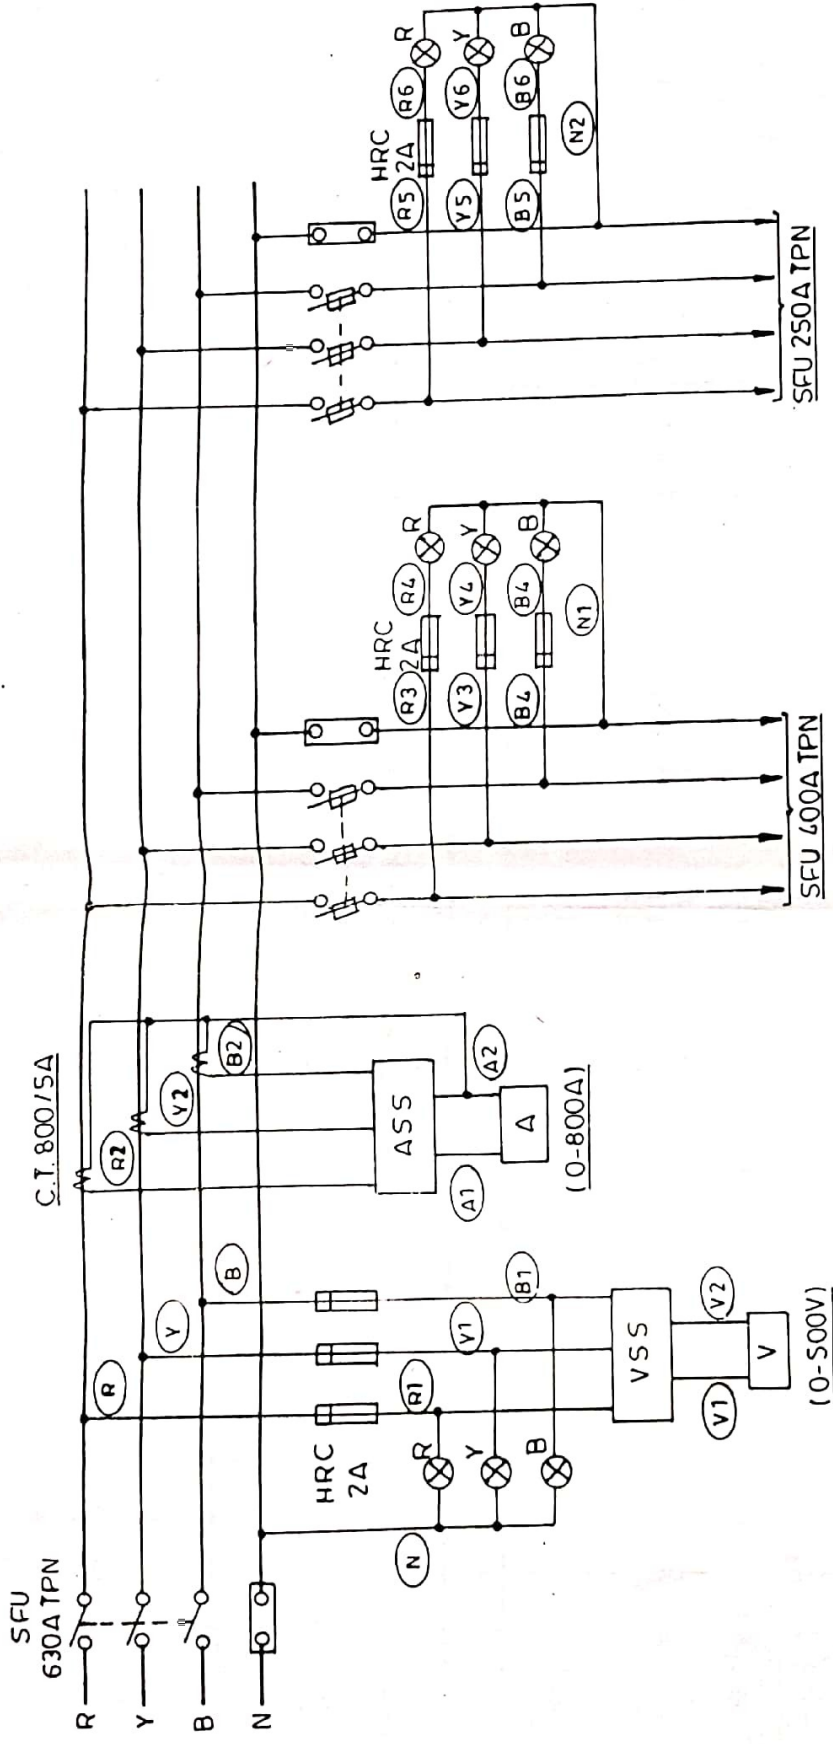 SFU
630A TPN
R
Y
B
N
R
Y
B
N
HRC
2A
R
Y
B
R1
Y1
B1
VSS
V1
V2
V
(0-500V)
C.T. 800/5A
R2
Y2
B2
ASS
A1
A2
A
(0-800A)
HRC
2A
R3
R4
R
Y3
Y4
Y
B4
B4
B
N1
SFU 400A TPN
HRC
2A
R5
R6
R
Y5
Y6
Y
B5
B6
B
N2
SFU 250A TPN